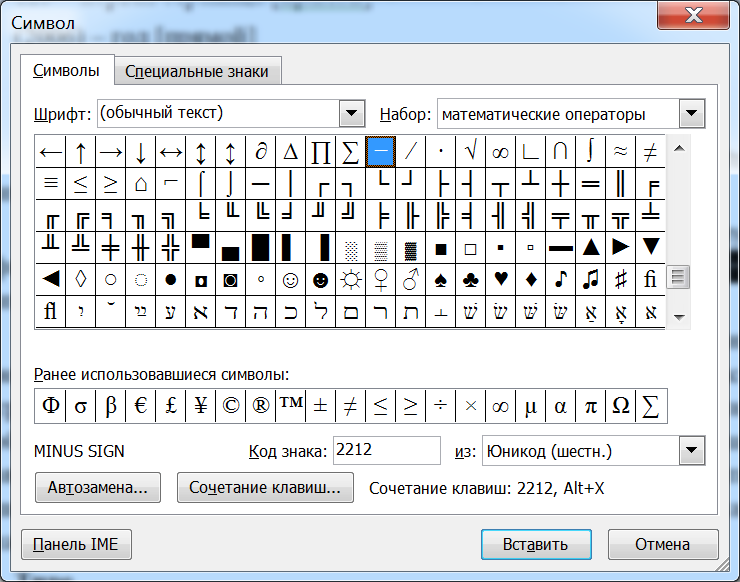 Символ
Символы Специальные знаки
Шрифт: (обычный текст) Набор: математические операторы
← ↑ → ↓ ↔ ↕ ↨ ∂ ∆ ∏ ∑ − ∕ ∙ √ ∞ ∟ ∩ ∫ ≈ ≠
≡ ≤ ≥ ⌂ ⌐ ⌠ ⌡ ─ │ ┌ ┐ └ ┘ ├ ┤ ┬ ┴ ┼ ═ ║ ╒
╓ ╔ ╕ ╖ ╗ ╘ ╙ ╚ ╛ ╜ ╝ ╞ ╟ ╠ ╡ ╢ ╣ ╤ ╥ ╦ ╧
╨ ╩ ╪ ╫ ╬ ▀ ▄ █ ▌ ▐ ░ ▒ ▓ ■ □ ▪ ▫ ▬ ▲ ► ▼
◄ ◊ ○ ◌ ● ◘ ◙ ◦ ☺ ☻ ☼ ♀ ♂ ♠ ♣ ♥ ♦ ♪ ♫ ♯ ﬁ
ﬂ יִ ﬞ ײַ ﬠ ﬡ ﬢ ﬣ ﬤ ﬥ ﬦ ﬧ ﬨ ﬩ שׁ שׂ שּׁ שּׂ אַ אָ אּ
Ранее использовавшиеся символы:
Φ σ β € £ ¥ © ® ™ ± ≠ ≤ ≥ ÷ × ∞ µ α π Ω ∑
MINUS SIGN Код знака: 2212 из: Юникод (шестн.)
Автозамена... Сочетание клавиш... Сочетание клавиш: 2212, Alt+X
Панель IME Вставить Отмена